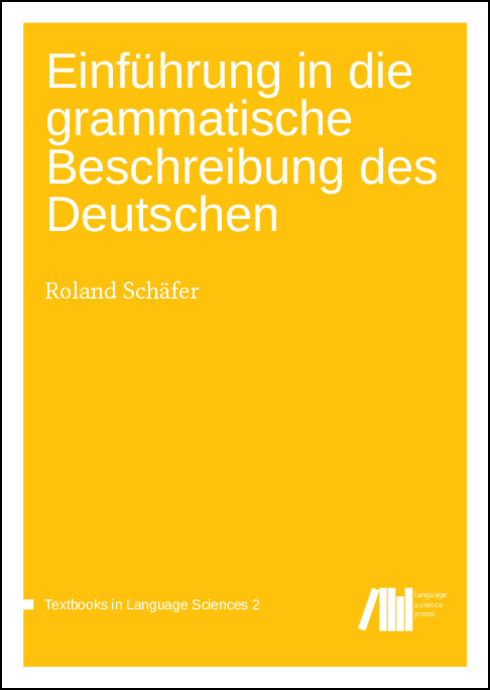 Einführung in die
grammatische
Beschreibung des
Deutschen
Roland Schäfer
Textbooks in Language Sciences 2
language
science
press